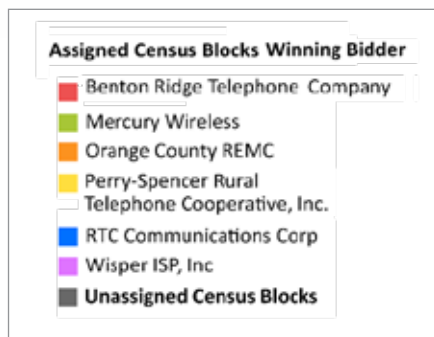 Assigned Census Blocks Winning Bidder
Benton Ridge Telephone Company
Mercury Wireless
Orange County REMC
Perry-Spencer Rural
Telephone Cooperative, Inc.
RTC Communications Corp
Wisper ISP, Inc
Unassigned Census Blocks